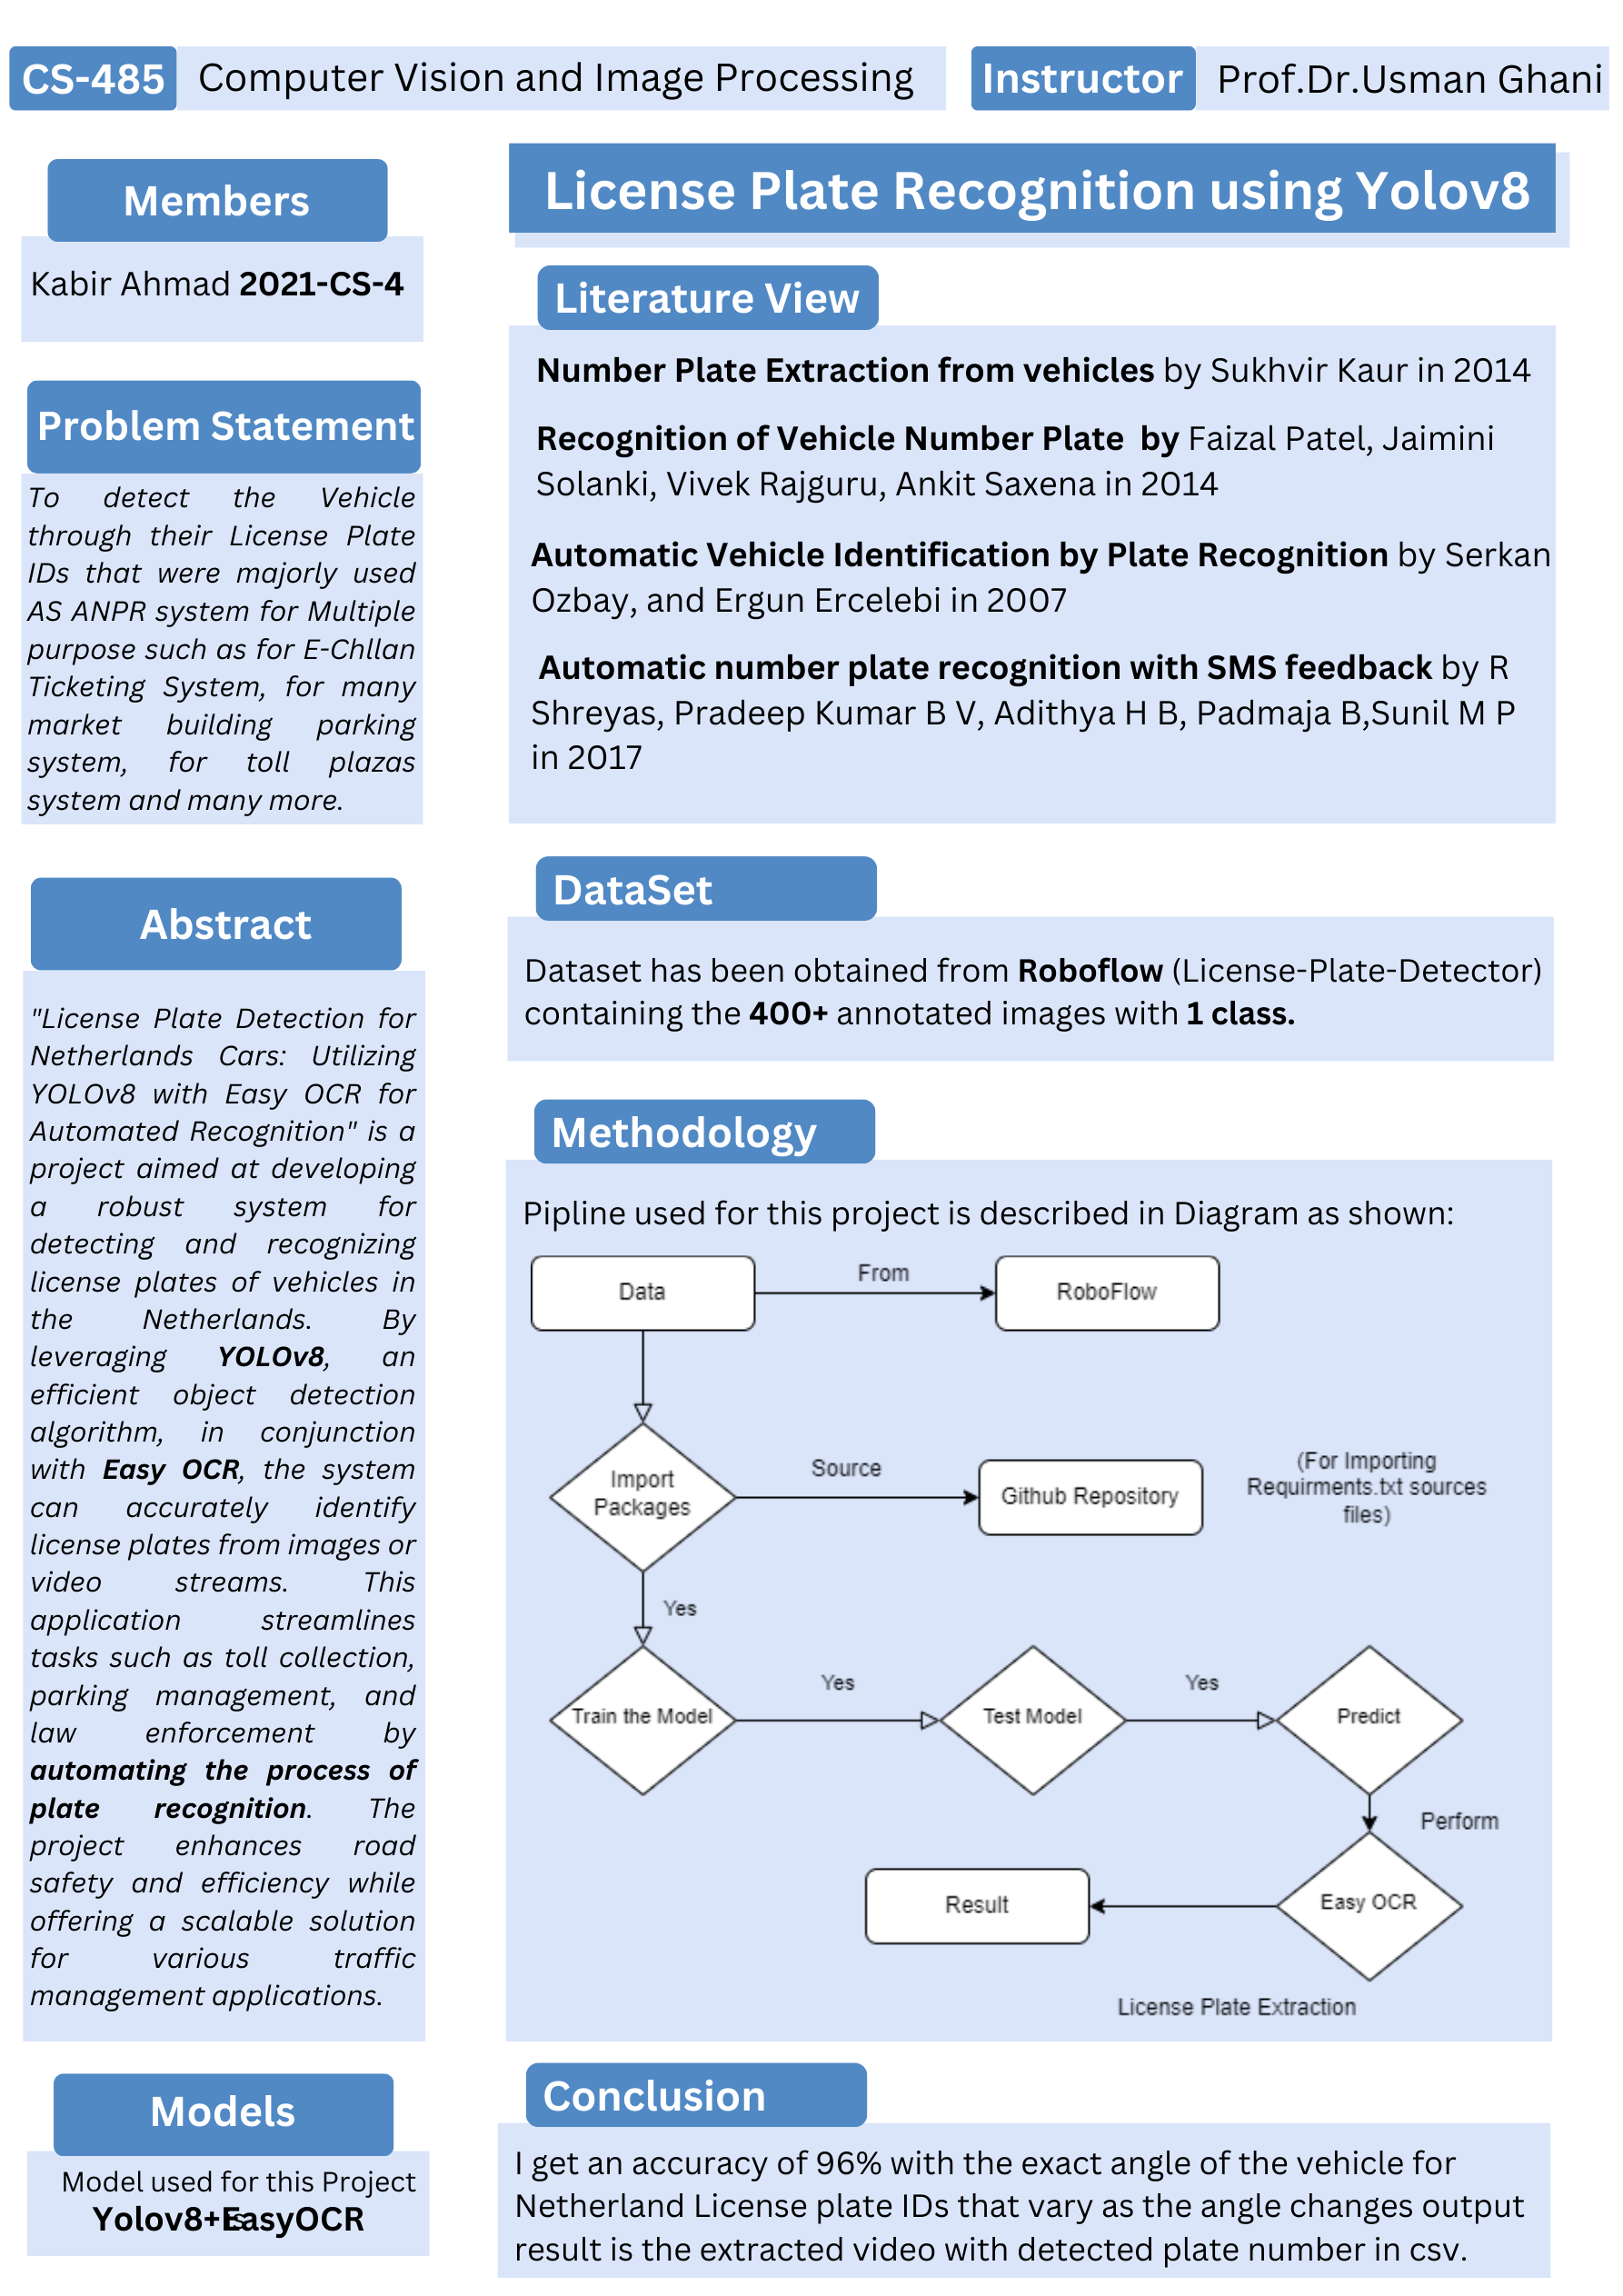 CS-485 Computer Vision and Image Processing Instructor Prof.Dr.Usman Ghani
Members
Kabir Ahmad 2021-CS-4
Problem Statement
To detect the Vehicle
through their License Plate
IDs that were majorly used
AS ANPR system for Multiple
purpose such as for E-Chllan
Ticketing System, for many
market building parking
system, for toll plazas
system and many more.
Abstract
"License Plate Detection for
Netherlands Cars: Utilizing
YOLOv8 with Easy OCR for
Automated Recognition" is a
project aimed at developing
a robust system for
detecting and recognizing
license plates of vehicles in
the Netherlands. By
leveraging YOLOv8, an
efficient object detection
algorithm, in conjunction
with Easy OCR, the system
can accurately identify
license plates from images or
video streams. This
application streamlines
tasks such as toll collection,
parking management, and
law enforcement by
automating the process of
plate recognition. The
project enhances road
safety and efficiency while
offering a scalable solution
for various traffic
management applications.
Models
Model used for this Project
Yolov8+EasyOCR
License Plate Recognition using Yolov8
Literature View
Number Plate Extraction from vehicles by Sukhvir Kaur in 2014
Recognition of Vehicle Number Plate by Faizal Patel, Jaimini
Solanki, Vivek Rajguru, Ankit Saxena in 2014
Automatic Vehicle Identification by Plate Recognition by Serkan
Ozbay, and Ergun Ercelebi in 2007
Automatic number plate recognition with SMS feedback by R
Shreyas, Pradeep Kumar B V, Adithya H B, Padmaja B,Sunil M P
in 2017
DataSet
Dataset has been obtained from Roboflow (License-Plate-Detector)
containing the 400+ annotated images with 1 class.
Methodology
Pipline used for this project is described in Diagram as shown:
Data
From
RoboFlow
Import
Packages
Source
Github Repository
(For Importing
Requirments.txt sources
files)
Yes
Train the Model
Yes
Test Model
Yes
Predict
Perform
Easy OCR
Result
License Plate Extraction
Conclusion
I get an accuracy of 96% with the exact angle of the vehicle for
Netherland License plate IDs that vary as the angle changes output
result is the extracted video with detected plate number in csv.